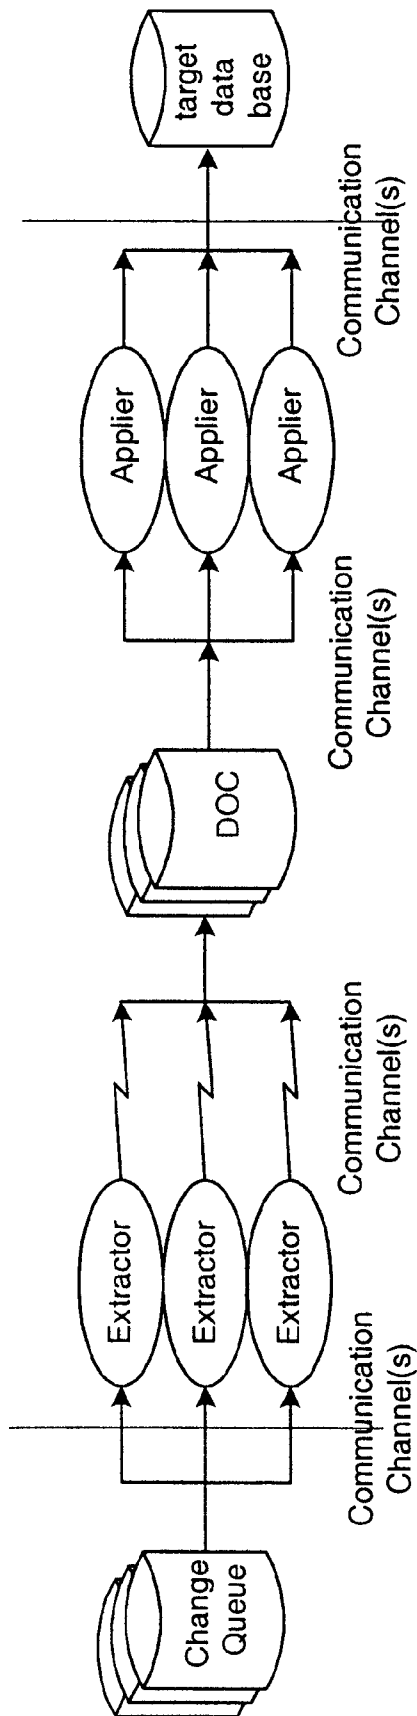 Change
Queue
Communication
Channel(s)
Extractor
Extractor
Extractor
Communication
Channel(s)
DOC
Communication
Channel(s)
Applier
Applier
Applier
Communication
Channel(s)
target
data
base